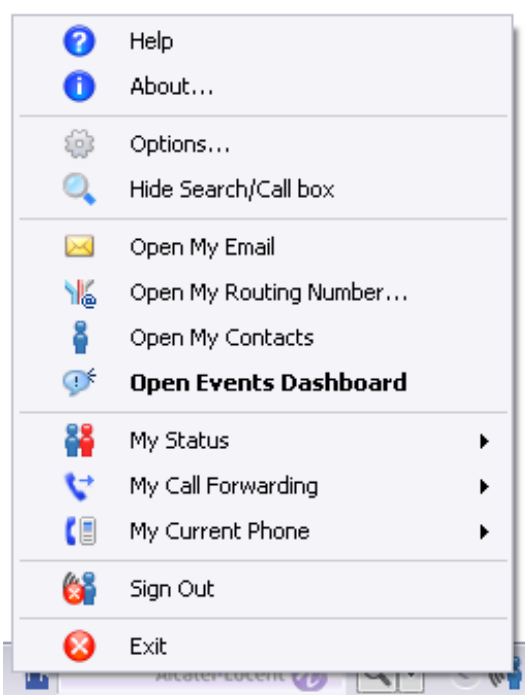 Help
About...
Options...
Hide Search/Call box
Open My Email
Open My Routing Number...
Open My Contacts
Open Events Dashboard
My Status
My Call Forwarding
My Current Phone
Sign Out
Exit
Alcatel-Lucent